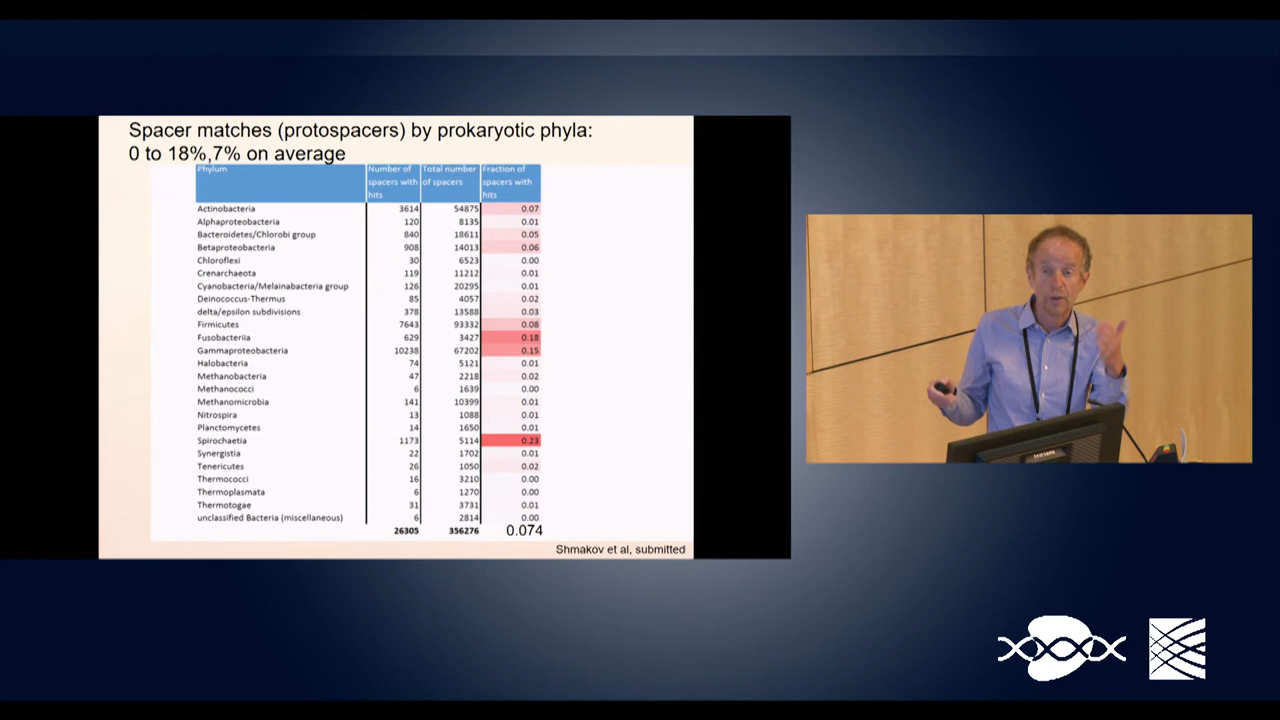 Spacer matches (protospacers) by prokaryotic phyla:
0 to 18%,7% on average
Phylum Number of spacers with hits Total number of spacers Fraction of spacers with hits
Actinobacteria 3614 54875 0.07
Alphaproteobacteria 120 8135 0.01
Bacteroidetes/Chlorobi group 840 18611 0.05
Betaproteobacteria 908 14013 0.06
Chloroflexi 30 6523 0.00
Crenarchaeota 119 11212 0.01
Cyanobacteria/Melainabacteria group 126 20295 0.01
Deinococcus-Thermus 85 4057 0.02
delta/epsilon subdivisions 378 13588 0.03
Firmicutes 7643 93332 0.08
Fusobacteriia 629 3427 0.18
Gammaproteobacteria 10238 67202 0.15
Halobacteria 74 5121 0.01
Methanobacteria 47 2218 0.02
Methanococci 6 1639 0.00
Methanomicrobia 141 10399 0.01
Nitrospira 13 1088 0.01
Planctomycetes 14 1650 0.01
Spirochaetia 1173 5114 0.23
Synergistia 22 1702 0.01
Tenericutes 26 1050 0.02
Thermococci 16 3210 0.00
Thermoplasmata 6 1270 0.00
Thermotogae 31 3731 0.01
unclassified Bacteria (miscellaneous) 6 2814 0.00
26305 356276 0.074
Shmakov et al, submitted
SAMSUNG